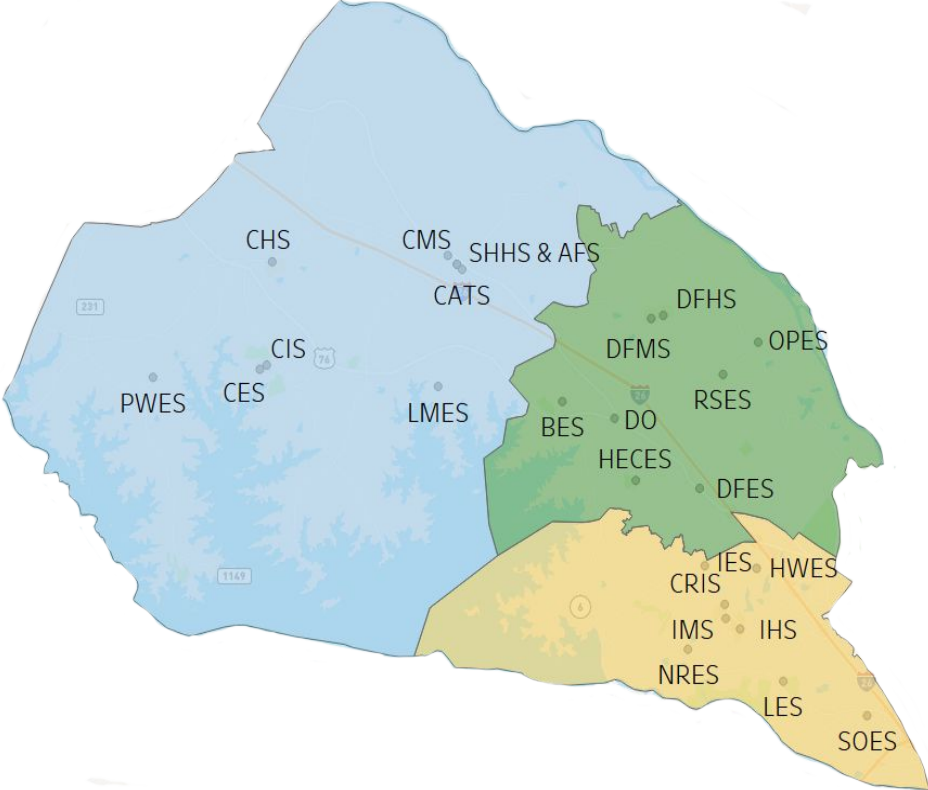 CHS
CMS
SHHS & AFS
CATS
231
DFHS
OPES
DFMS
CIS
76
CES
PWES
LMES
26
RSES
BES
DO
HECES
DFES
IES
HWES
CRIS
1149
6
IMS
IHS
NRES
26
LES
SOES